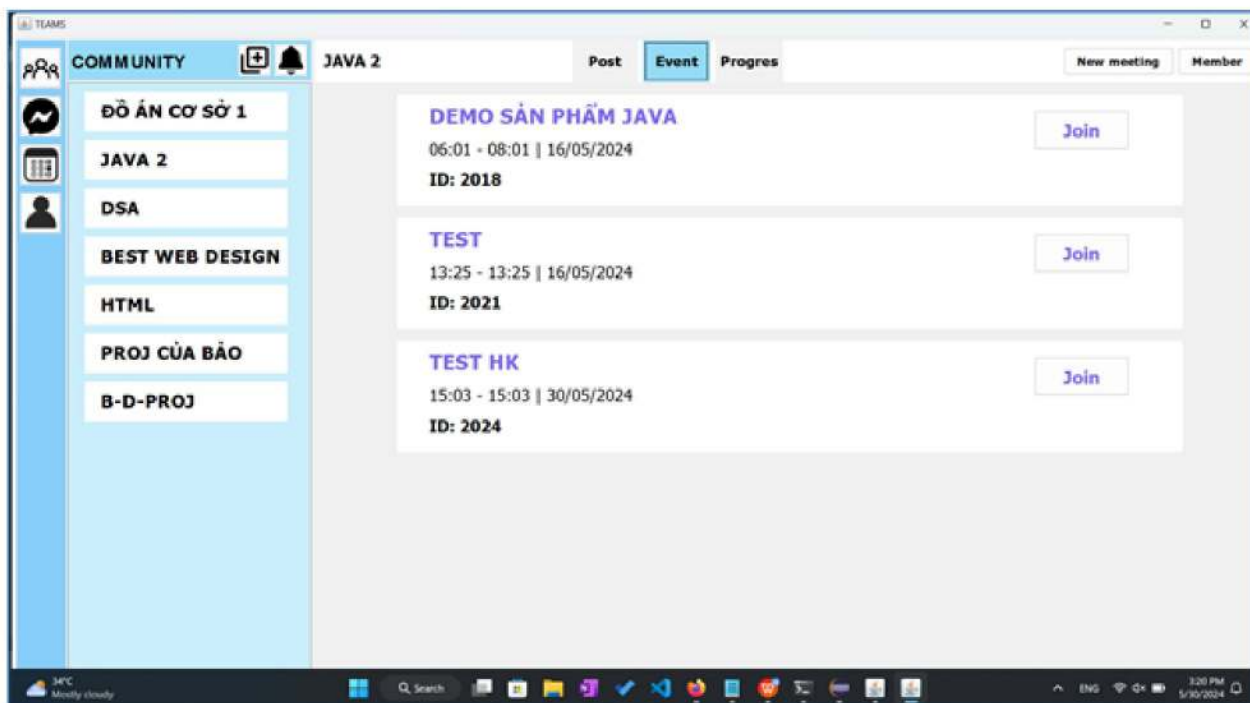 TEAMS
COMMUNITY
JAVA 2
Post
Event
Progres
New meeting
Member
ĐỒ ÁN CƠ SỞ 1
JAVA 2
DSA
BEST WEB DESIGN
HTML
PROJ CỦA BẢO
B-D-PROJ
DEMO SẢN PHẨM JAVA
06:01 - 08:01 | 16/05/2024
ID: 2018
Join
TEST
13:25 - 13:25 | 16/05/2024
ID: 2021
Join
TEST HK
15:03 - 15:03 | 30/05/2024
ID: 2024
Join
34°C
Mostly cloudy
Search
ENG
3:20 PM
5/30/2024